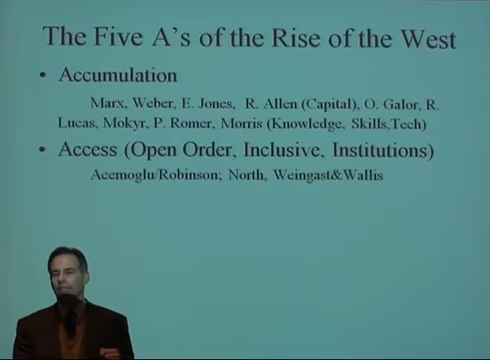 The Five A's of the Rise of the West
• Accumulation
Marx, Weber, E. Jones, R. Allen (Capital), O. Galor, R.
Lucas, Mokyr, P. Romer, Morris (Knowledge, Skills,Tech)
• Access (Open Order, Inclusive, Institutions)
Acemoglu/Robinson; North, Weingast&Wallis